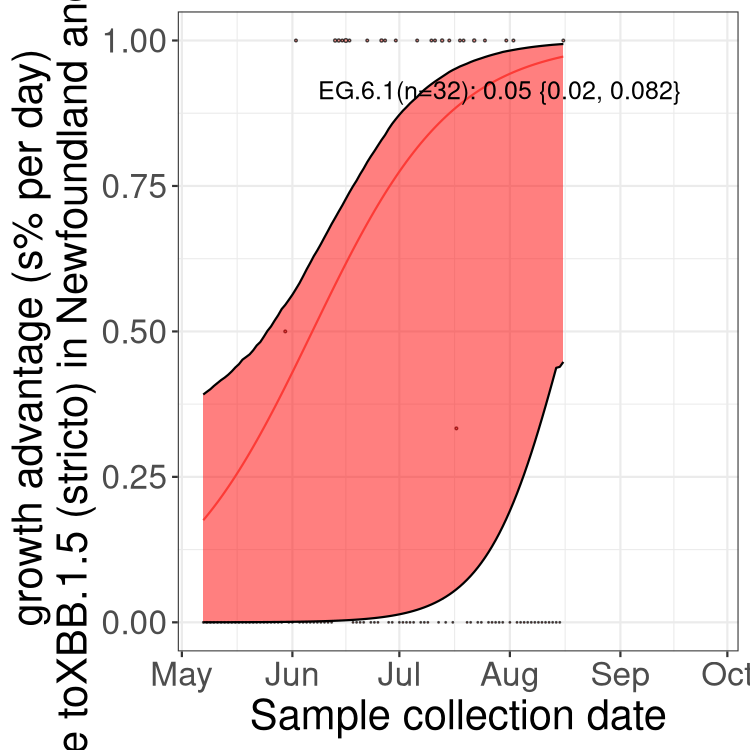 growth advantage (s% per day)
e toXBB.1.5 (stricto) in Newfoundland and
1.00
0.75
0.50
0.25
0.00
EG.6.1(n=32): 0.05 {0.02, 0.082}
May Jun Jul Aug Sep Oct
Sample collection date